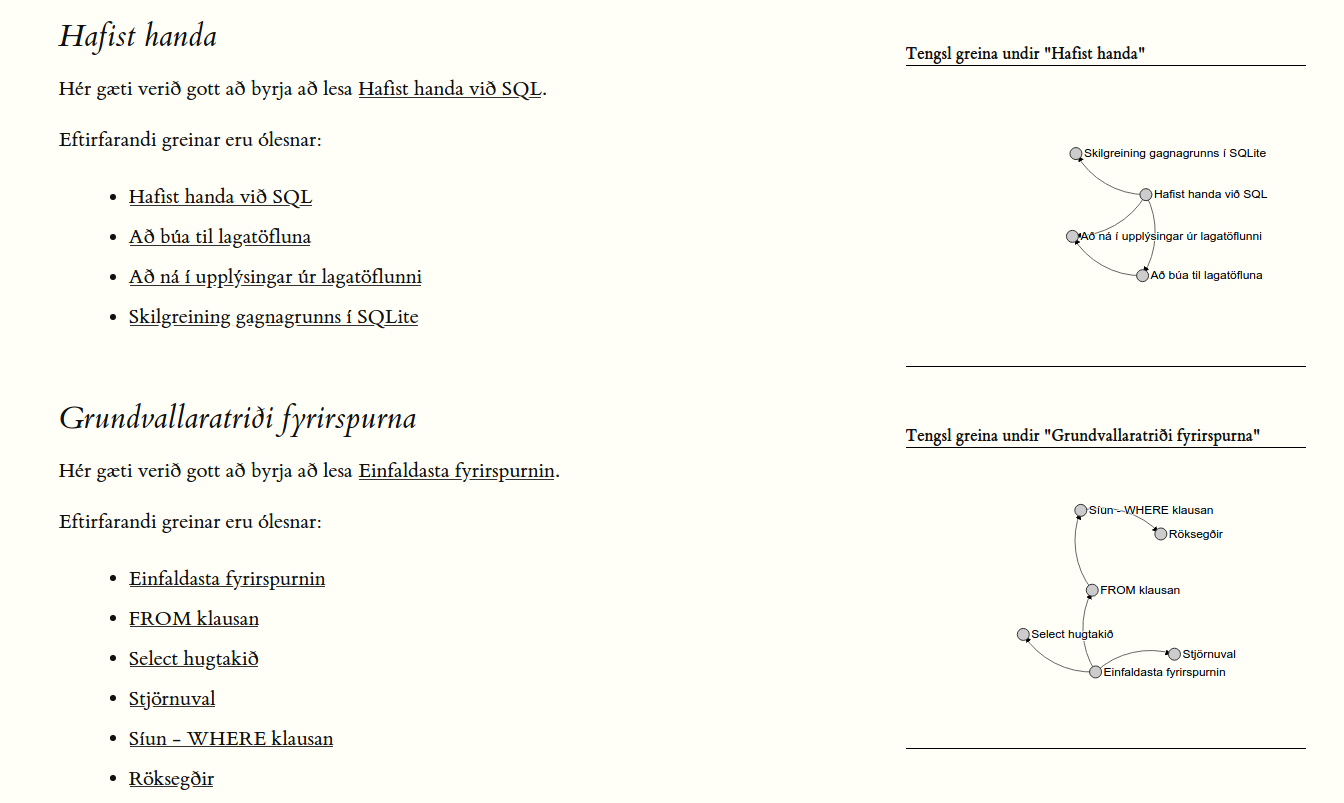 Hafist handa
Hér gæti verið gott að byrja að lesa Hafist handa við SQL.
Eftirfarandi greinar eru ólesnar:
Hafist handa við SQL
Að búa til lagatöfluna
Að ná í upplýsingar úr lagatöflunni
Skilgreining gagnagrunns í SQLite
Tengsl greina undir "Hafist handa"
Skilgreining gagnagrunns í SQLite
Hafist handa við SQL
Að ná í upplýsingar úr lagatöflunni
Að búa til lagatöfluna
Grundvallaratriði fyrirspurna
Hér gæti verið gott að byrja að lesa Einfaldasta fyrirspurnin.
Eftirfarandi greinar eru ólesnar:
Einfaldasta fyrirspurnin
FROM klausan
Select hugtakið
Stjörnuval
Síun - WHERE klausan
Röksegðir
Tengsl greina undir "Grundvallaratriði fyrirspurna"
Síun - WHERE klausan
Röksegðir
FROM klausan
Select hugtakið
Stjörnuval
Einfaldasta fyrirspurnin